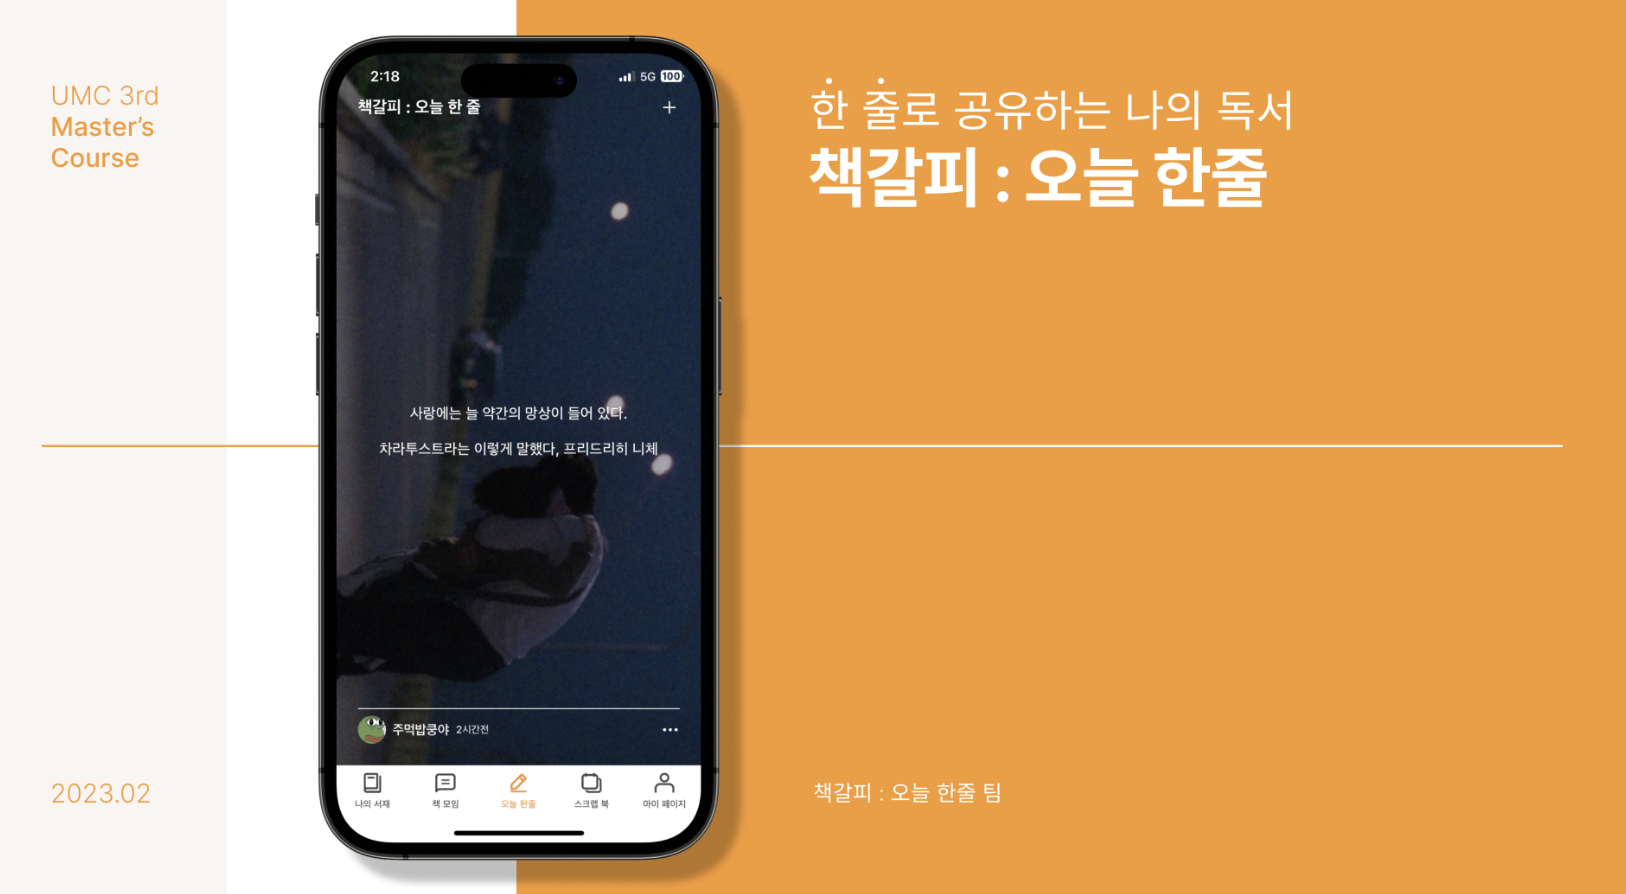 UMC 3rd
Master's
Course
2023.02
2:18
5G 100
책갈피 : 오늘 한 줄
+
사랑에는 늘 약간의 망상이 들어 있다.
차라투스트라는 이렇게 말했다, 프리드리히 니체
주먹밥쿵야 2시간전
나의 서재 책 모임 오늘 한줄 스크랩 북 마이 페이지
한 줄로 공유하는 나의 독서
책갈피 : 오늘 한줄
책갈피 : 오늘 한줄 팀